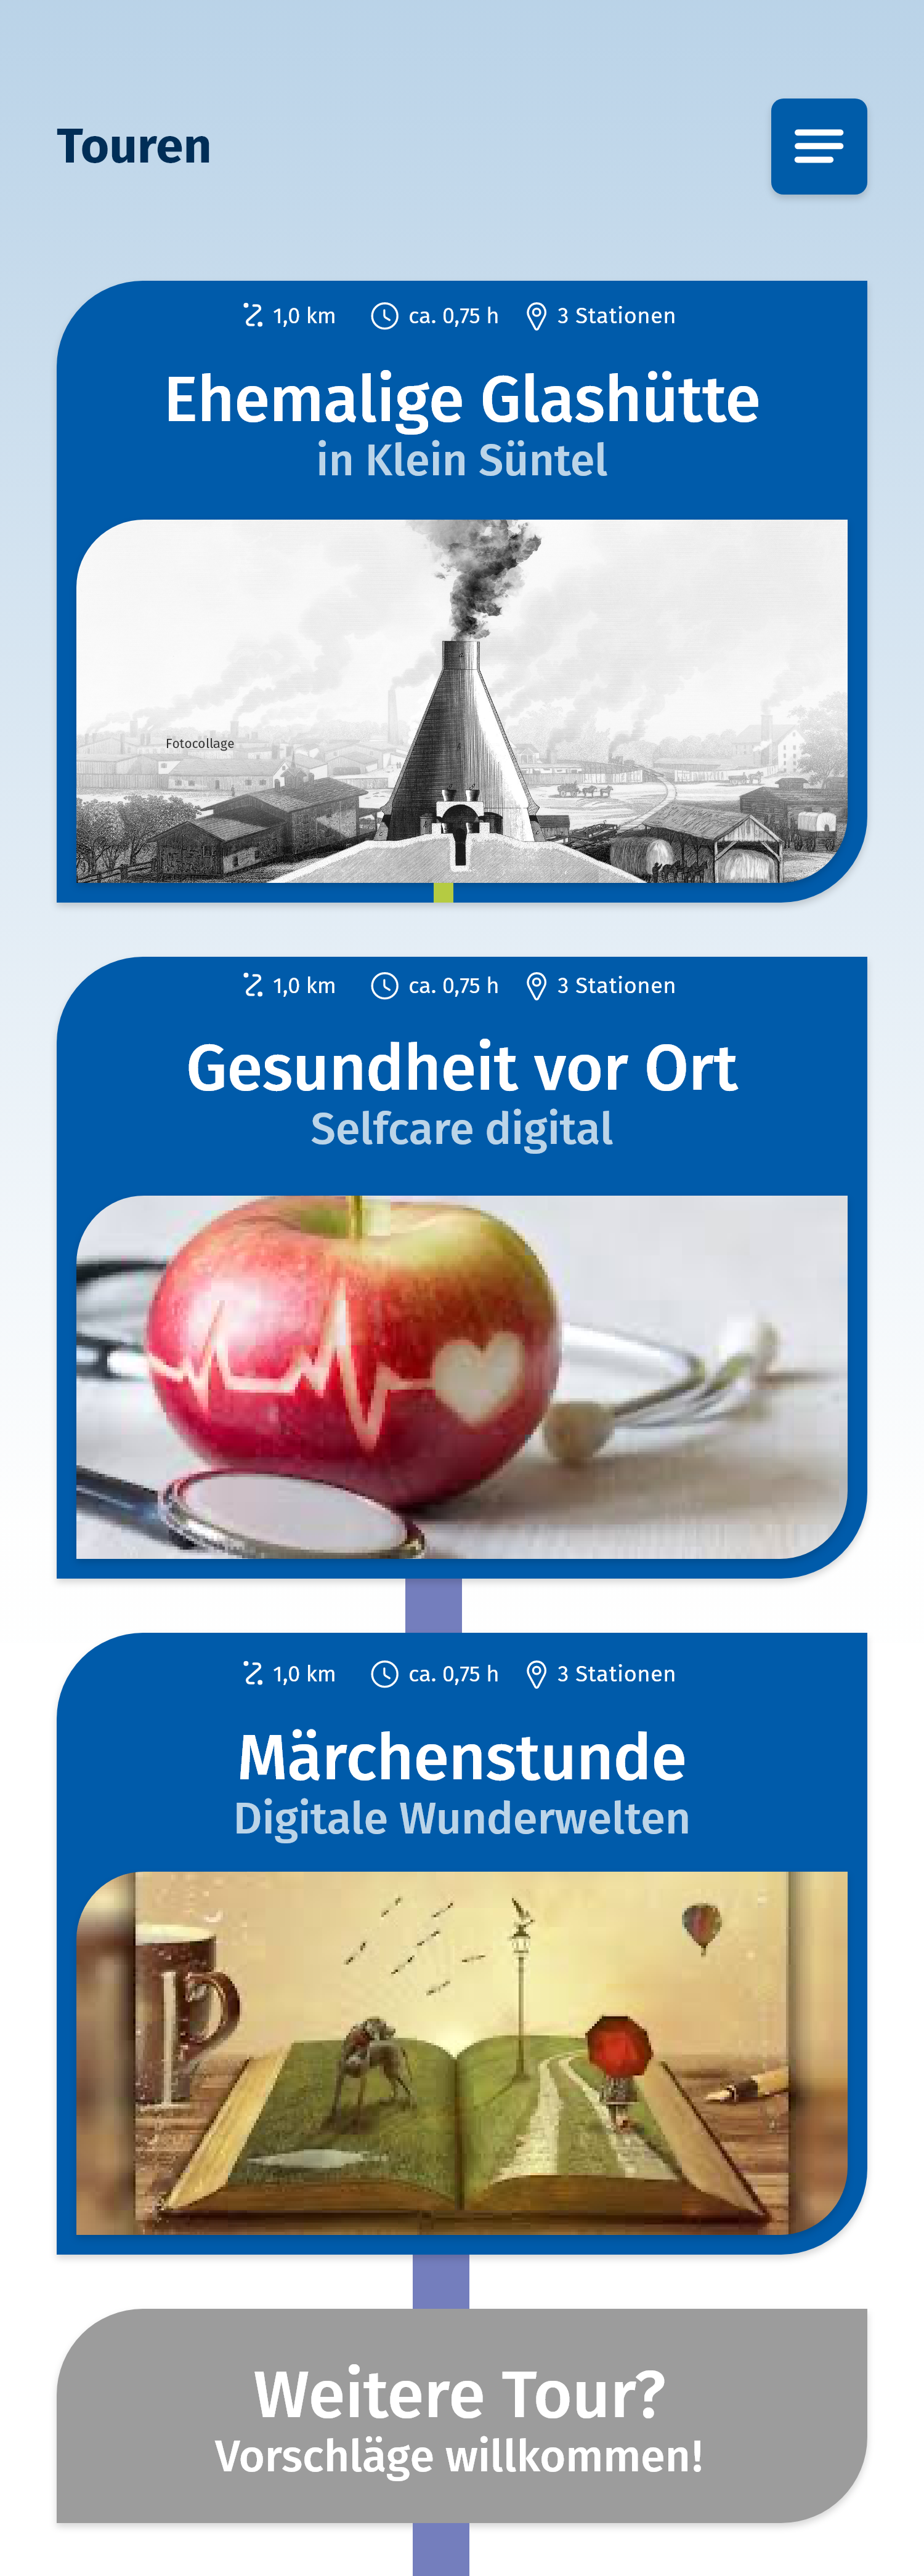 Touren
1,0 km ca. 0,75 h 3 Stationen
Ehemalige Glashütte
in Klein Süntel
Fotocollage
1,0 km ca. 0,75 h 3 Stationen
Gesundheit vor Ort
Selfcare digital
1,0 km ca. 0,75 h 3 Stationen
Märchenstunde
Digitale Wunderwelten
Weitere Tour?
Vorschläge willkommen!